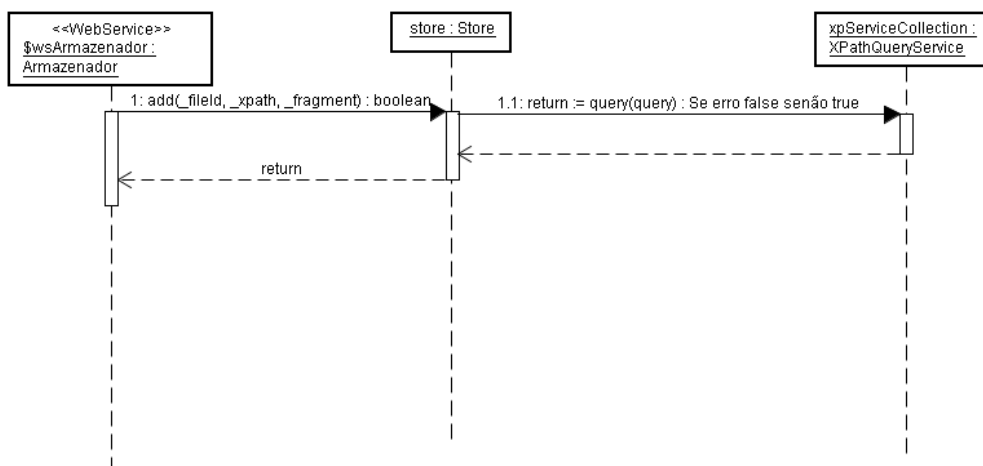 <<WebService>>
$wsArmazenador :
Armazenador
store : Store
xpServiceCollection :
XPathQueryService
1: add(_fileId, _xpath, _fragment) : boolean
1.1: return := query(query) : Se erro false senão true
return